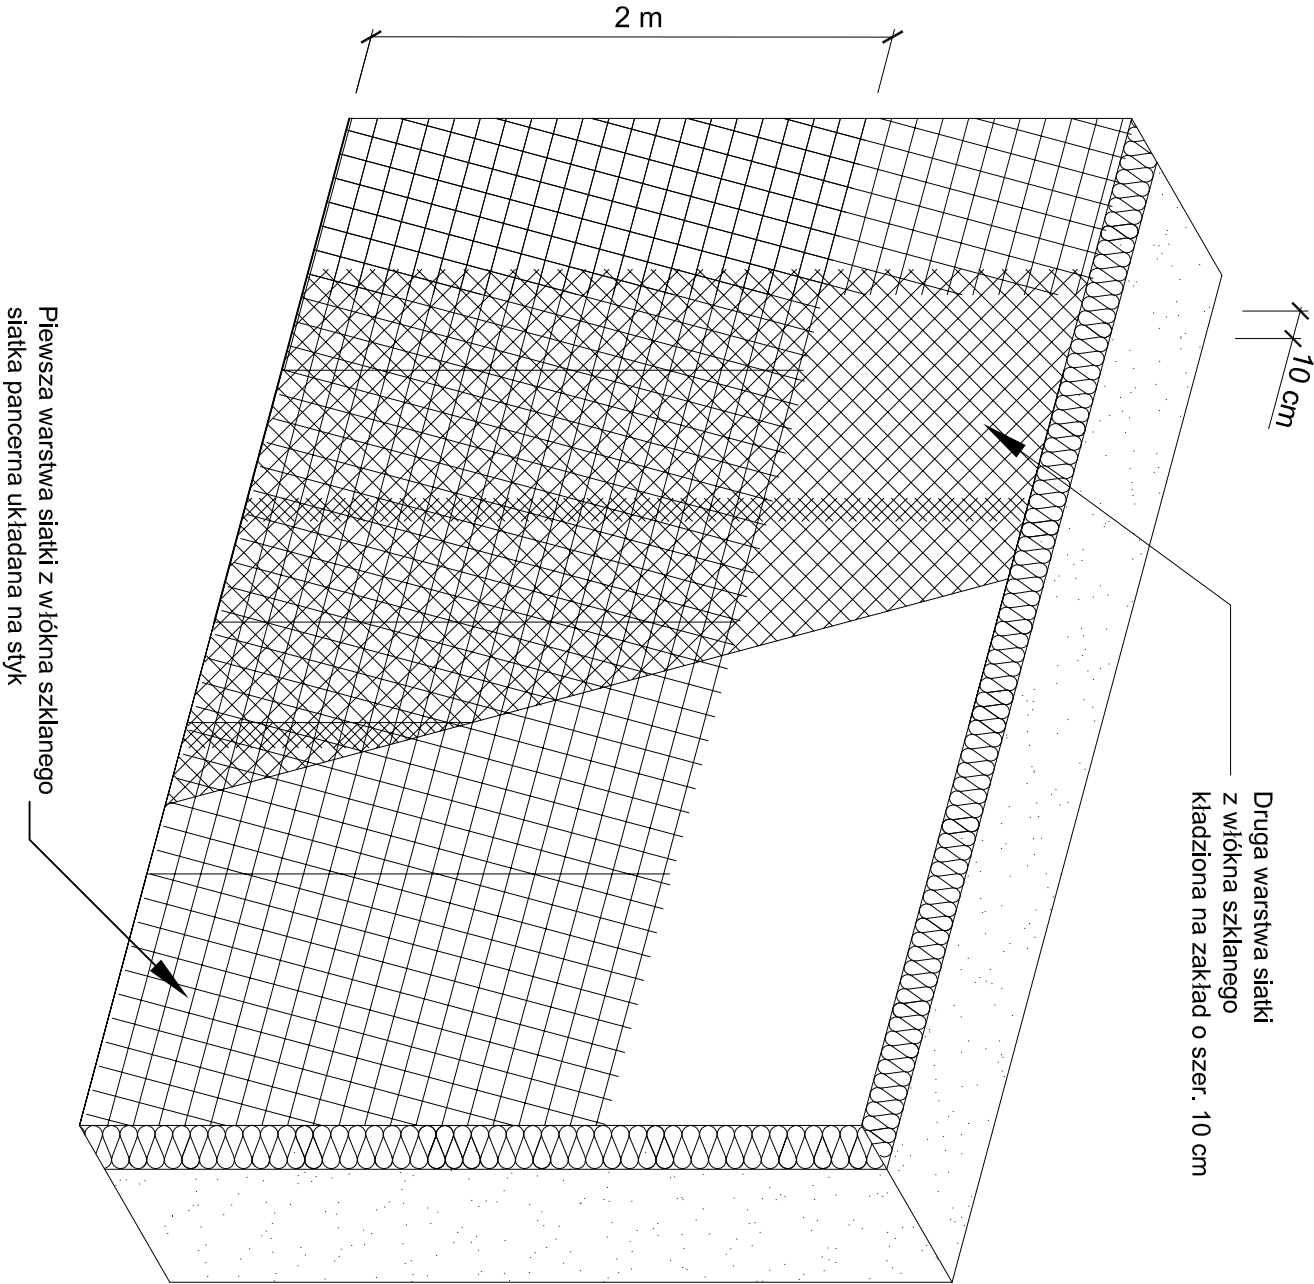 2 m
10 cm
Druga warstwa siatki
z włókna szklanego
kładziona na zakład o szer. 10 cm
Piewsza warstwa siatki z włókna szklanego
siatka pancerna układana na styk